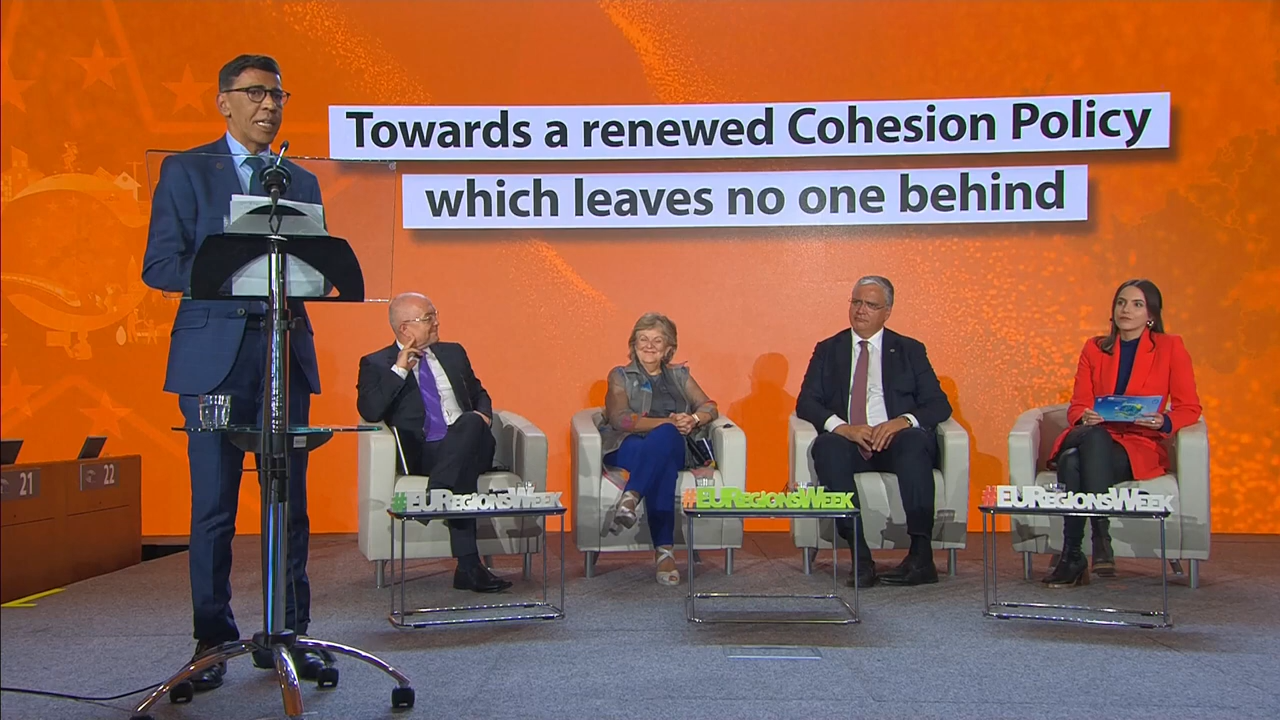 Towards a renewed Cohesion Policy
which leaves no one behind
#EUREGIONSWEEK
#EUREGIONSWEEK
#EUREGIONSWEEK
21
22